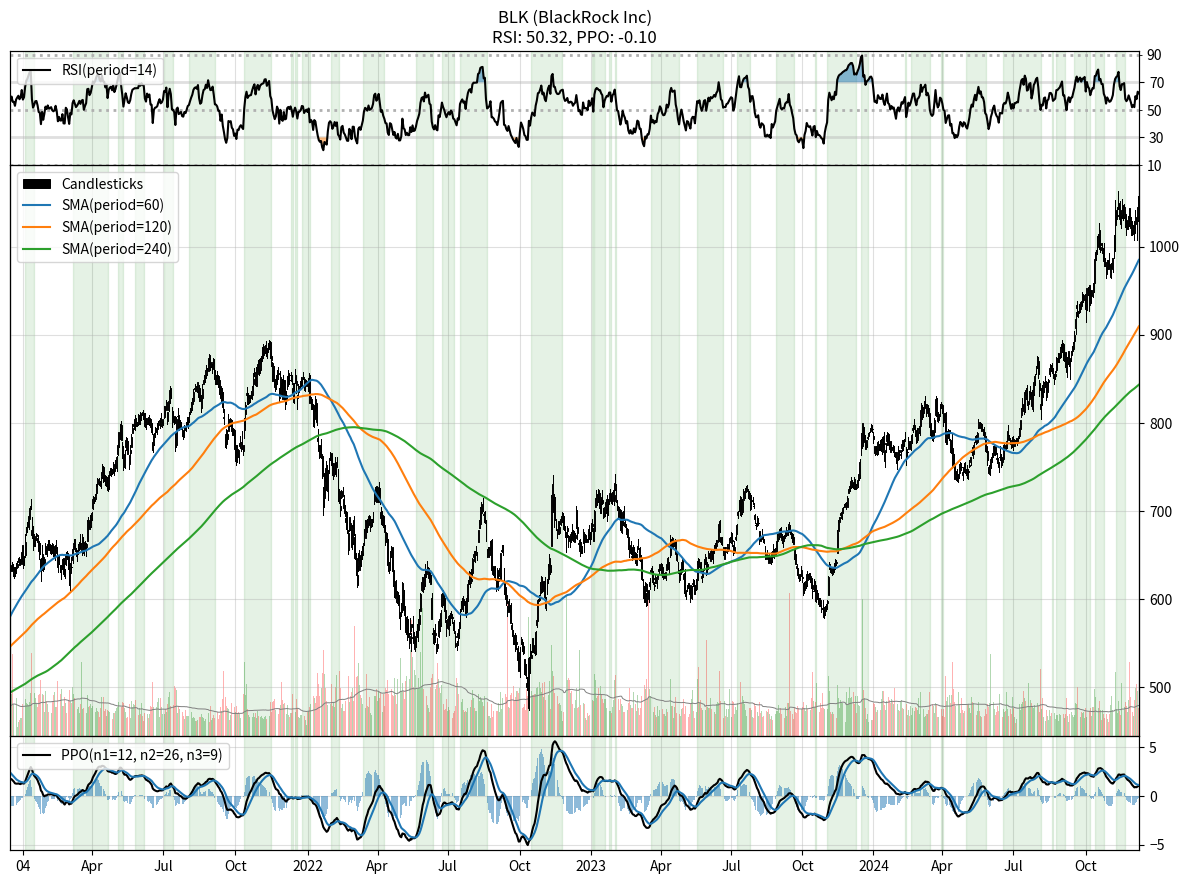 BLK (BlackRock Inc)
RSI: 50.32, PPO: -0.10
RSI(period=14)
90
70
50
30
10
Candlesticks
SMA(period=60)
SMA(period=120)
SMA(period=240)
1000
900
800
700
600
500
PPO(n1=12, n2=26, n3=9)
5
0
−5
04 Apr Jul Oct 2022 Apr Jul Oct 2023 Apr Jul Oct 2024 Apr Jul Oct